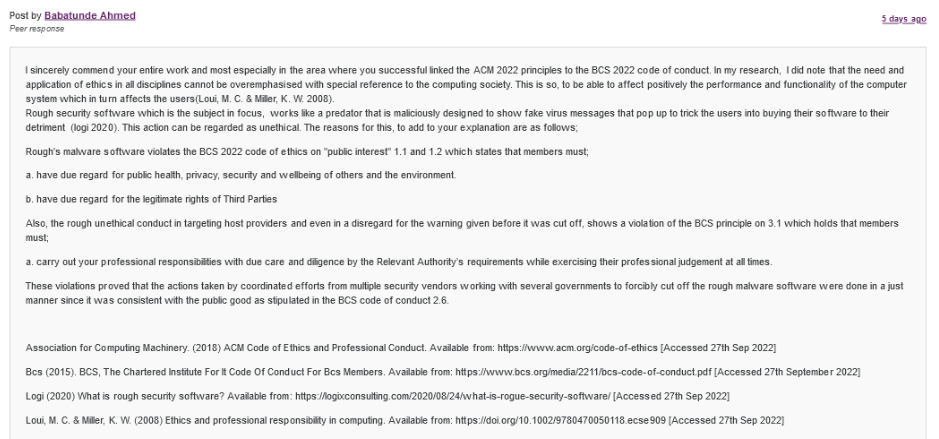 Post by Babatunde Ahmed
5 days ago
Peer response
I sincerely commend your entire work and most especially in the area where you successful linked the ACM 2022 principles to the BCS 2022 code of conduct. In my research, I did note that the need and
application of ethics in all disciplines cannot be overemphasised with special reference to the computing society. This is so, to be able to affect positively the performance and functionality of the computer
system which in turn affects the users(Loui, M. C. & Miller, K. W. 2008).
Rough security software which is the subject in focus, works like a predator that is maliciously designed to show fake virus messages that pop up to trick the users into buying their software to their
detriment (logi 2020). This action can be regarded as unethical. The reasons for this, to add to your explanation are as follows;
Rough's malware software violates the BCS 2022 code of ethics on "public interest" 1.1 and 1.2 which states that members must;
a. have due regard for public health, privacy, security and wellbeing of others and the environment.
b. have due regard for the legitimate rights of Third Parties
Also, the rough unethical conduct in targeting host providers and even in a disregard for the warning given before it was cut off, shows a violation of the BCS principle on 3.1 which holds that members
must;
a. carry out your professional responsibilities with due care and diligence by the Relevant Authority's requirements while exercising their professional judgement at all times.
These violations proved that the actions taken by coordinated efforts from multiple security vendors working with several governments to forcibly cut off the rough malware software were done in a just
manner since it was consistent with the public good as stipulated in the BCS code of conduct 2.6.
Association for Computing Machinery. (2018) ACM Code of Ethics and Professional Conduct. Available from: https://www.acm.org/code-of-ethics [Accessed 27th Sep 2022]
Bcs (2015). BCS, The Chartered Institute For It Code Of Conduct For Bcs Members. Available from: https://www.bcs.org/media/2211/bcs-code-of-conduct.pdf [Accessed 27th September 2022]
Logi (2020) What is rough security software? Available from: https://logixconsulting.com/2020/08/24/what-is-rogue-security-software/ [Accessed 27th Sep 2022]
Loui, M. C. & Miller, K. W. (2008) Ethics and professional responsibility in computing. Available from: https://doi.org/10.1002/9780470050118.ecse909 [Accessed 27th Sep 2022]